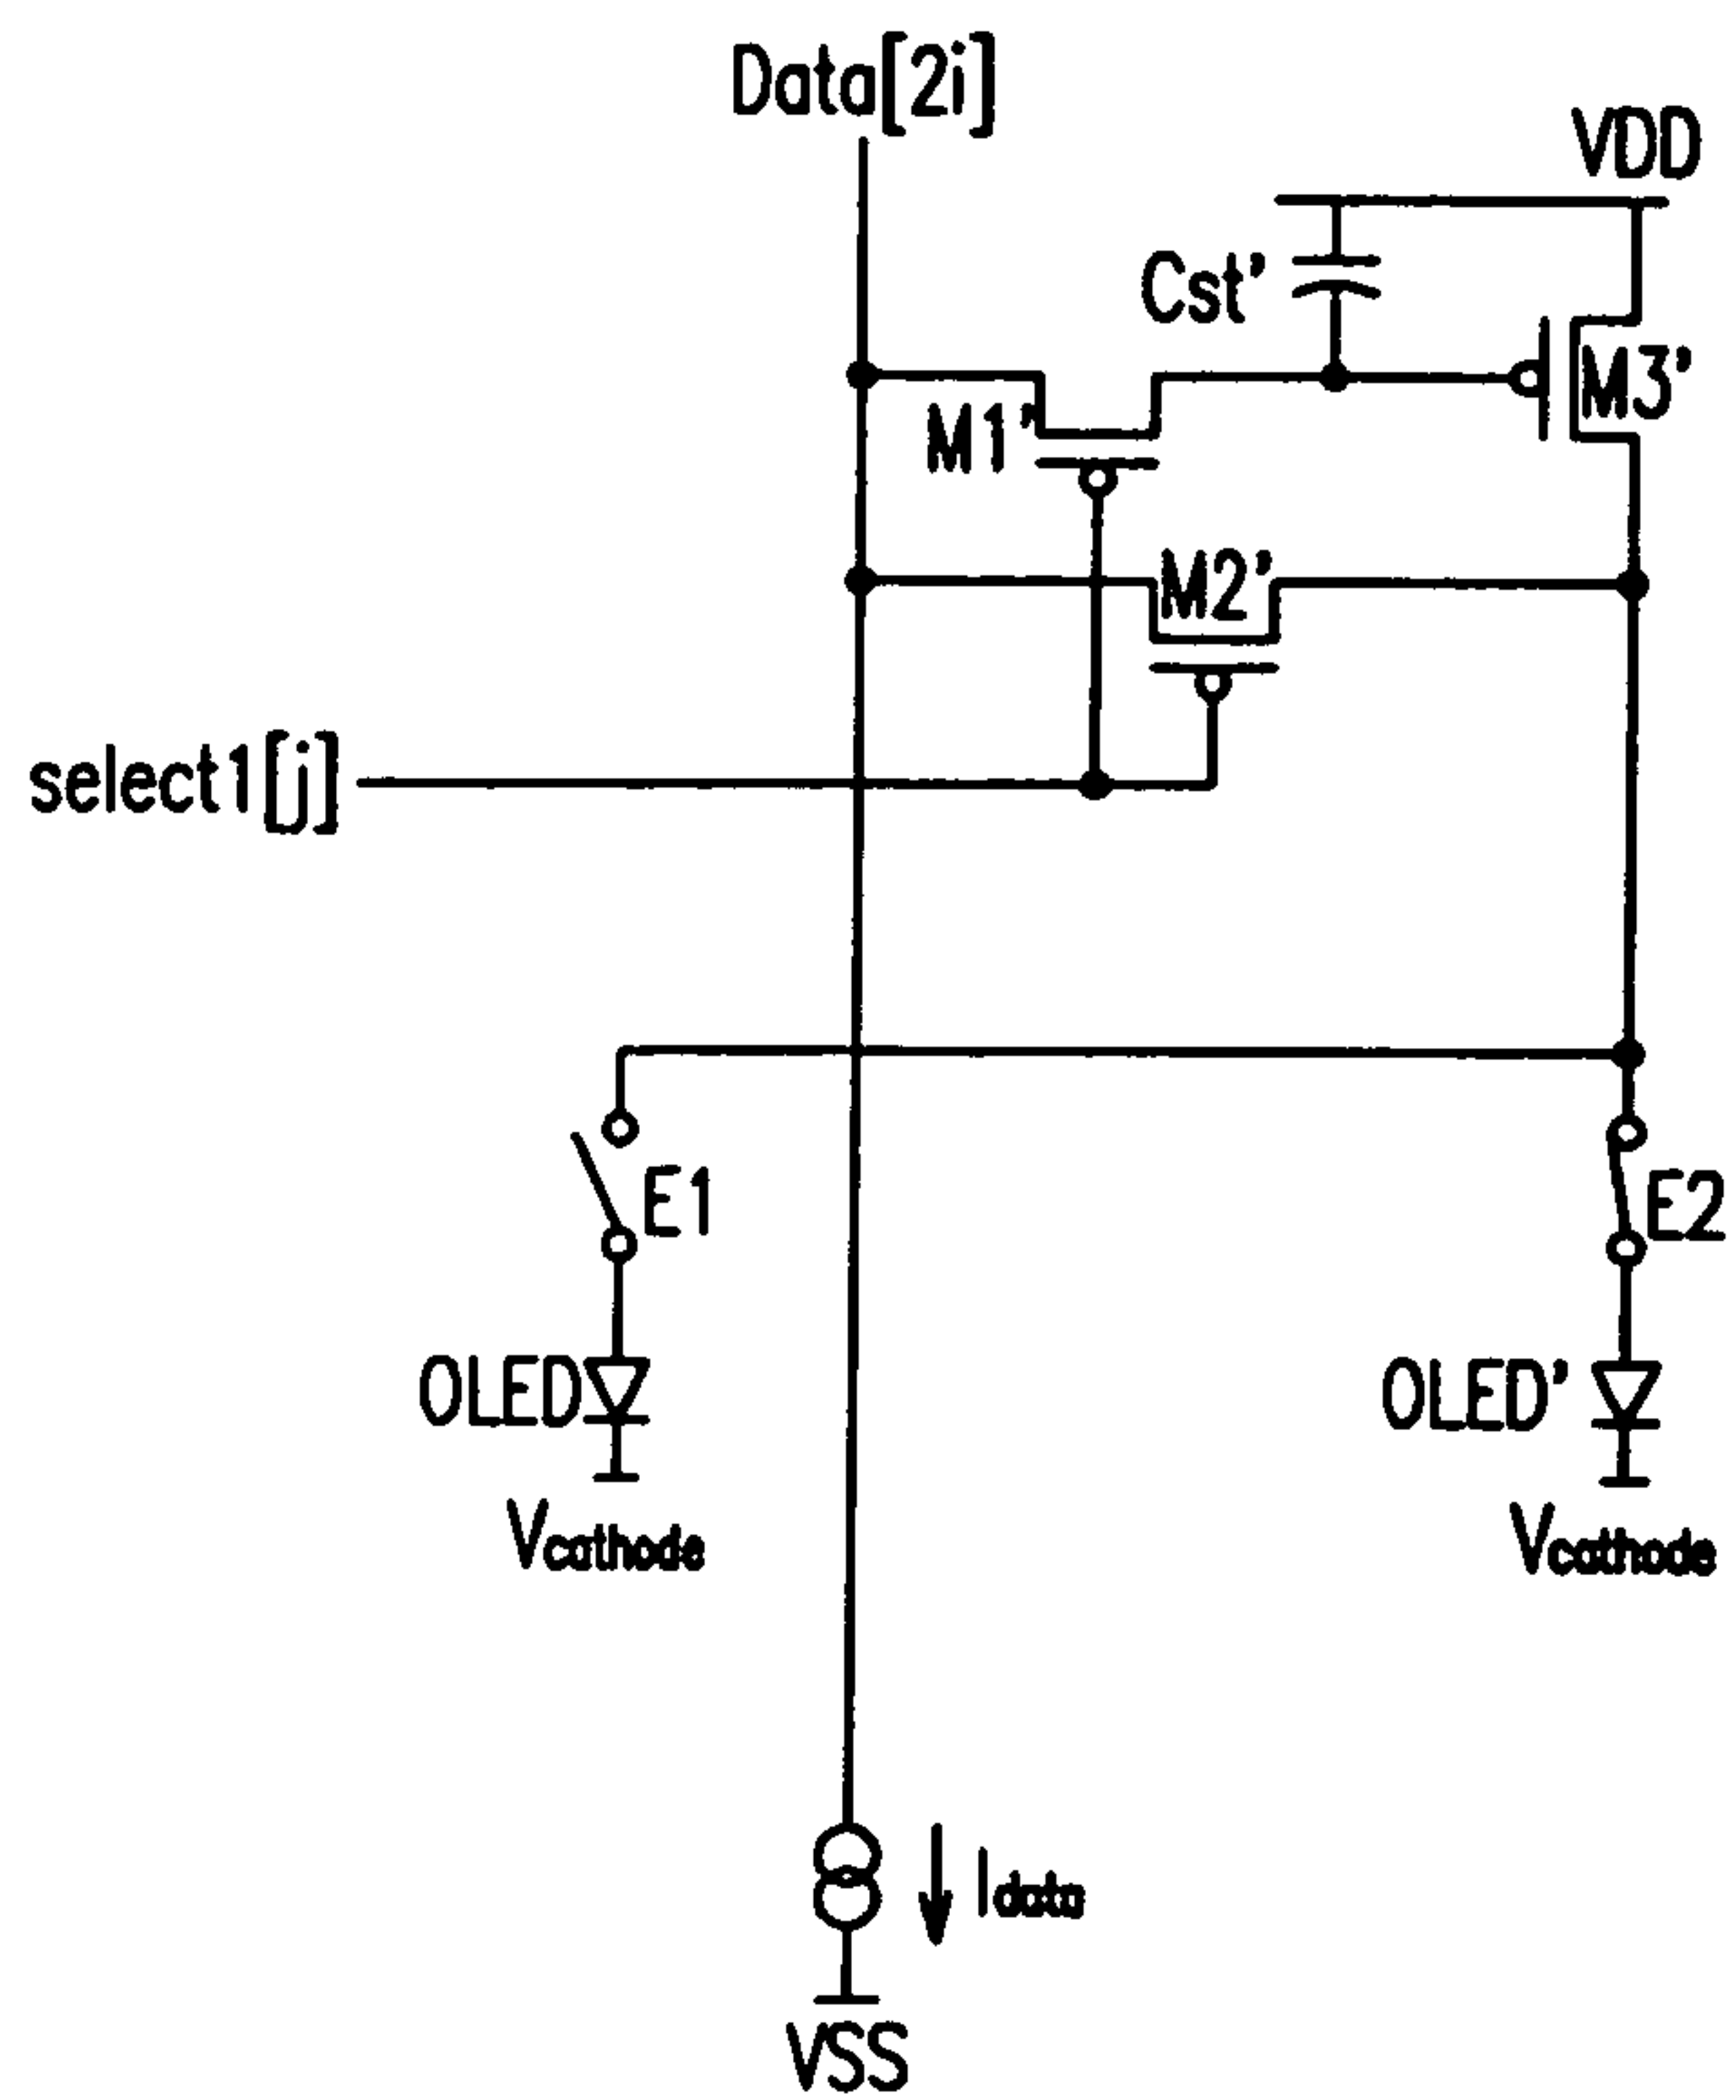 Data[2i]
VDD
Cst'
M3'
M1'
M2'
select1[j]
E1
E2
OLED
OLED'
Vcathode
Vcathode
Idata
VSS